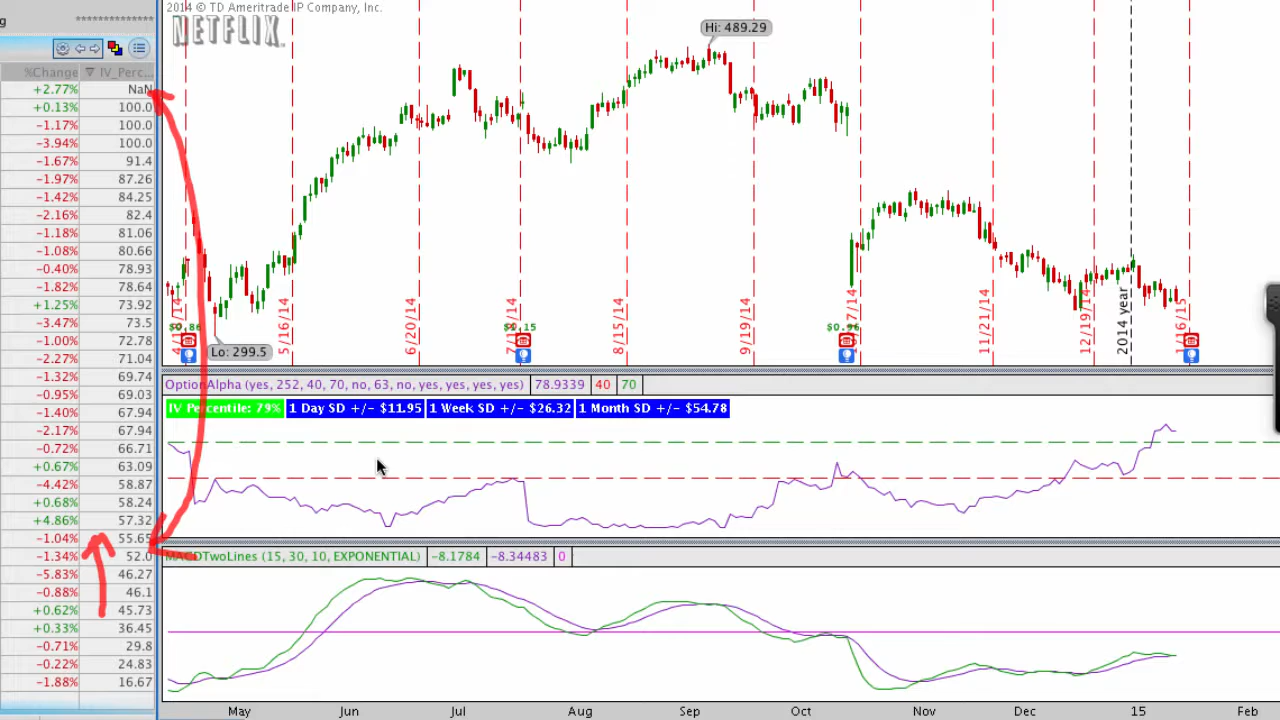 g
******************
2014 © TD Ameritrade IP Company, Inc.
NETFLIX
%Change IV_Perc...
+2.77% NaN
+0.13% 100.0
-1.17% 100.0
-3.94% 100.0
-1.67% 91.4
-1.97% 87.26
-1.42% 84.25
-2.16% 82.4
-1.18% 81.06
-1.08% 80.66
-0.40% 78.93
-1.82% 78.64
+1.25% 73.92
-3.47% 73.5
-1.00% 72.78
-2.27% 71.04
-1.32% 69.74
-0.95% 69.03
-1.40% 67.94
-2.17% 67.94
-0.72% 66.71
+0.67% 63.09
-4.42% 58.87
+0.68% 58.24
+4.86% 57.32
-1.04% 55.65
-1.34% 52.0
-5.83% 46.27
-0.88% 46.1
+0.62% 45.73
+0.33% 36.45
-0.71% 29.8
-0.22% 24.83
-1.88% 16.67
Hi: 489.29
Lo: 299.5
$0.86 $0.96
5/16/14 6/20/14 8/15/14 9/19/14 11/21/14 12/19/14 2014 year 1/16/15
OptionAlpha (yes, 252, 40, 70, no, 63, no, yes, yes, yes, yes) 78.9339 40 70
IV Percentile: 79% 1 Day SD +/- $11.95 1 Week SD +/- $26.32 1 Month SD +/- $54.78
MACDTwoLines (15, 30, 10, EXPONENTIAL) -8.1784 -8.34483 0
May Jun Jul Aug Sep Oct Nov Dec 15 Feb